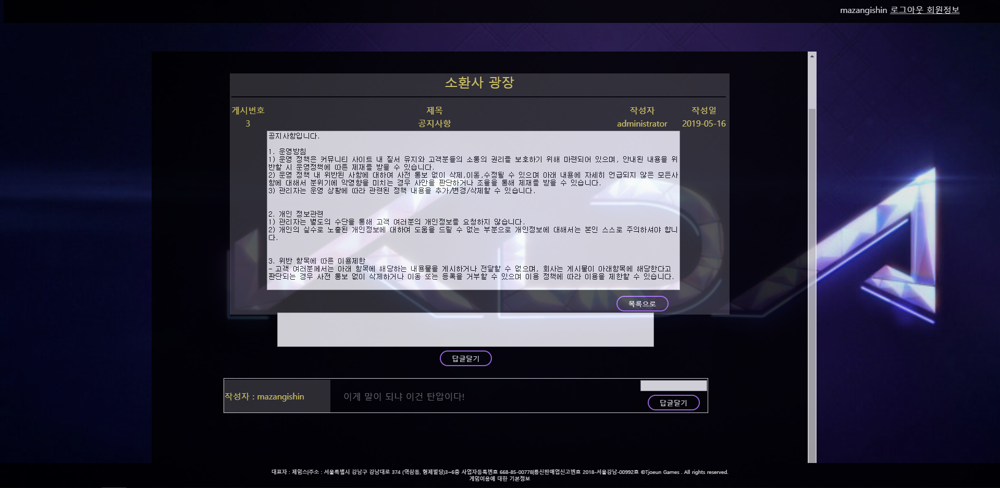 mazangishin 로그아웃 회원정보
소환사 광장
게시번호 제목 작성자 작성일
3 공지사항 administrator 2019-05-16
공지사항입니다.
1. 운영방침
1) 운영 정책은 커뮤니티 사이트 내 질서 유지와 고객분들의 소통의 권리를 보호하기 위해 마련되어 있으며, 안내된 내용을 위
반할 시 운영정책에 따른 제재를 받을 수 있습니다.
2) 운영 정책 내 위반된 사항에 대하여 사전 통보 없이 삭제,이동,수정될 수 있으며 아래 내용에 자세히 언급되지 않은 모든사
항에 대해서 분위기에 악영향을 미치는 경우 사안을 판단하거나 조율을 통해 제재를 받을 수 있습니다.
3) 관리자는 운영 상황에 따라 관련된 정책 내용을 추가/변경/삭제할 수 있습니다.
2. 개인 정보관련
1) 관리자는 별도의 수단을 통해 고객 여러분의 개인정보를 요청하지 않습니다.
2) 개인의 실수로 노출된 개인정보에 대하여 도움을 드릴 수 없는 부분으로 개인정보에 대해서는 본인 스스로 주의하셔야 합니
다.
3. 위반 항목에 따른 이용제한
- 고객 여러분께서는 아래 항목에 해당하는 내용물을 게시하거나 전달할 수 없으며, 회사는 게시물이 아래항목에 해당한다고
판단되는 경우 사전 통보 없이 삭제하거나 이동 또는 등록을 거부할 수 있으며 이용 정책에 따라 이용을 제한할 수 있습니다.
목록으로
답글달기
작성자 : mazangishin 이게 말이 되냐 이건 탄압이다!
답글달기
대표자 : 제임스|주소 : 서울특별시 강남구 강남대로 374 (역삼동, 형제빌딩)3~6층 사업자등록번호 668-85-00778|통신판매업신고번호 2018-서울강남-00992호 ©Tjoeun Games . All rights reserved.
게임이용에 대한 기본정보